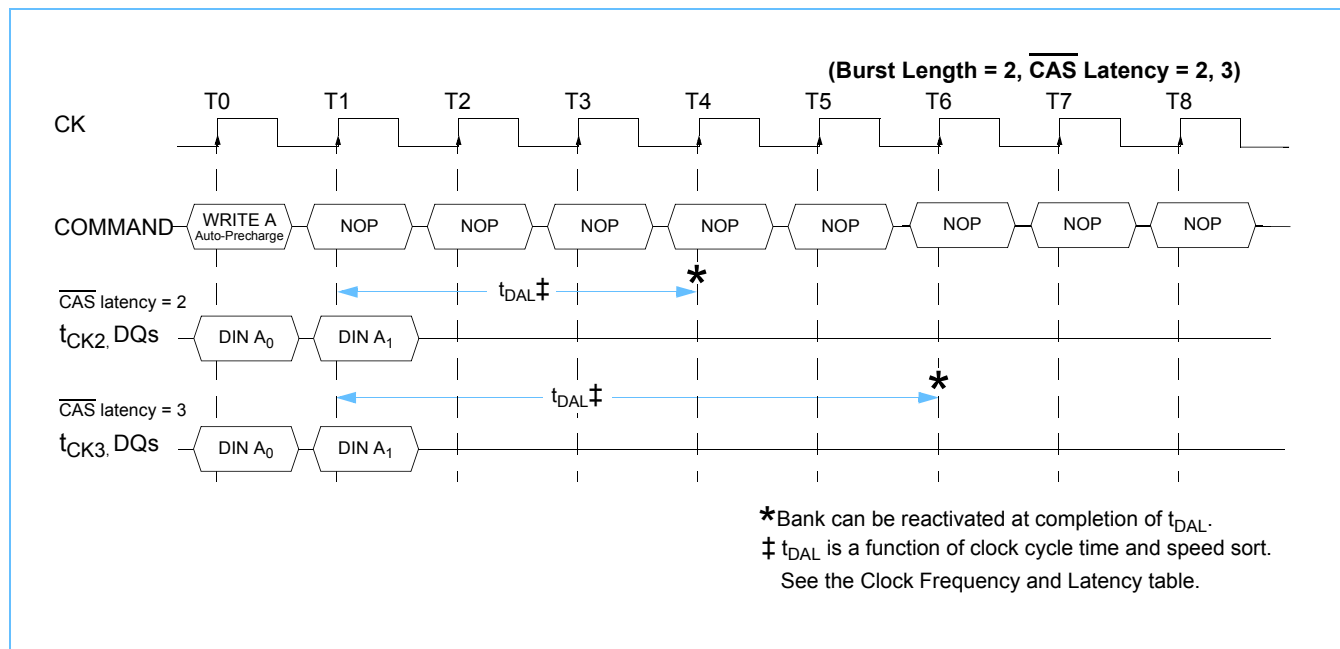 (Burst Length = 2, CAS Latency = 2, 3)
T0 T1 T2 T3 T4 T5 T6 T7 T8
CK
COMMAND WRITE A NOP NOP NOP NOP NOP NOP NOP NOP
Auto-Precharge
*
tDAL‡
CAS latency = 2
tCK2, DQs DIN A0 DIN A1
*
tDAL‡
CAS latency = 3
tCK3, DQs DIN A0 DIN A1
*Bank can be reactivated at completion of tDAL.
‡ tDAL is a function of clock cycle time and speed sort.
See the Clock Frequency and Latency table.